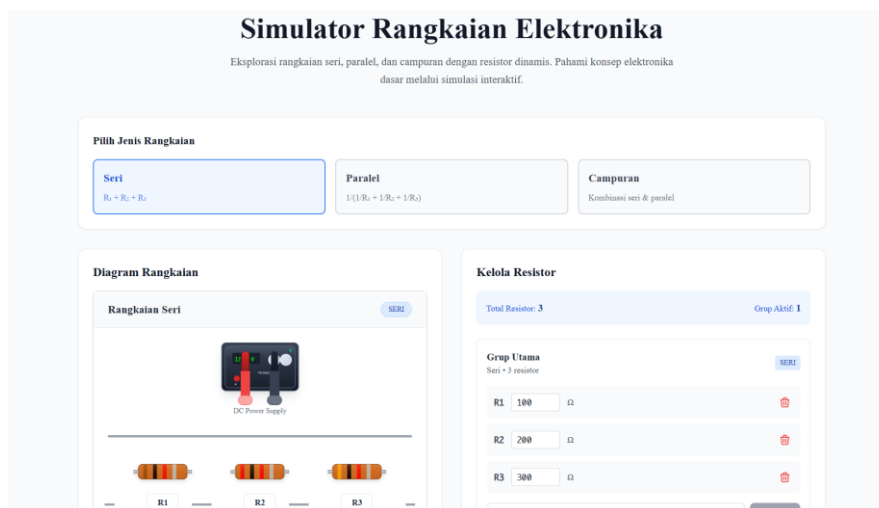 Simulator Rangkaian Elektronika
Eksplorasi rangkaian seri, paralel, dan campuran dengan resistor dinamis. Pahami konsep elektronika
dasar melalui simulasi interaktif.
Pilih Jenis Rangkaian
Seri
R₁ + R₂ + R₃
Paralel
1/(1/R₁ + 1/R₂ + 1/R₃)
Campuran
Kombinasi seri & paralel
Diagram Rangkaian
Rangkaian Seri
SERI
DC Power Supply
R1
R2
R3
Kelola Resistor
Total Resistor: 3
Grup Aktif: 1
Grup Utama
SERI
Seri • 3 resistor
R1 100 Ω
R2 200 Ω
R3 300 Ω